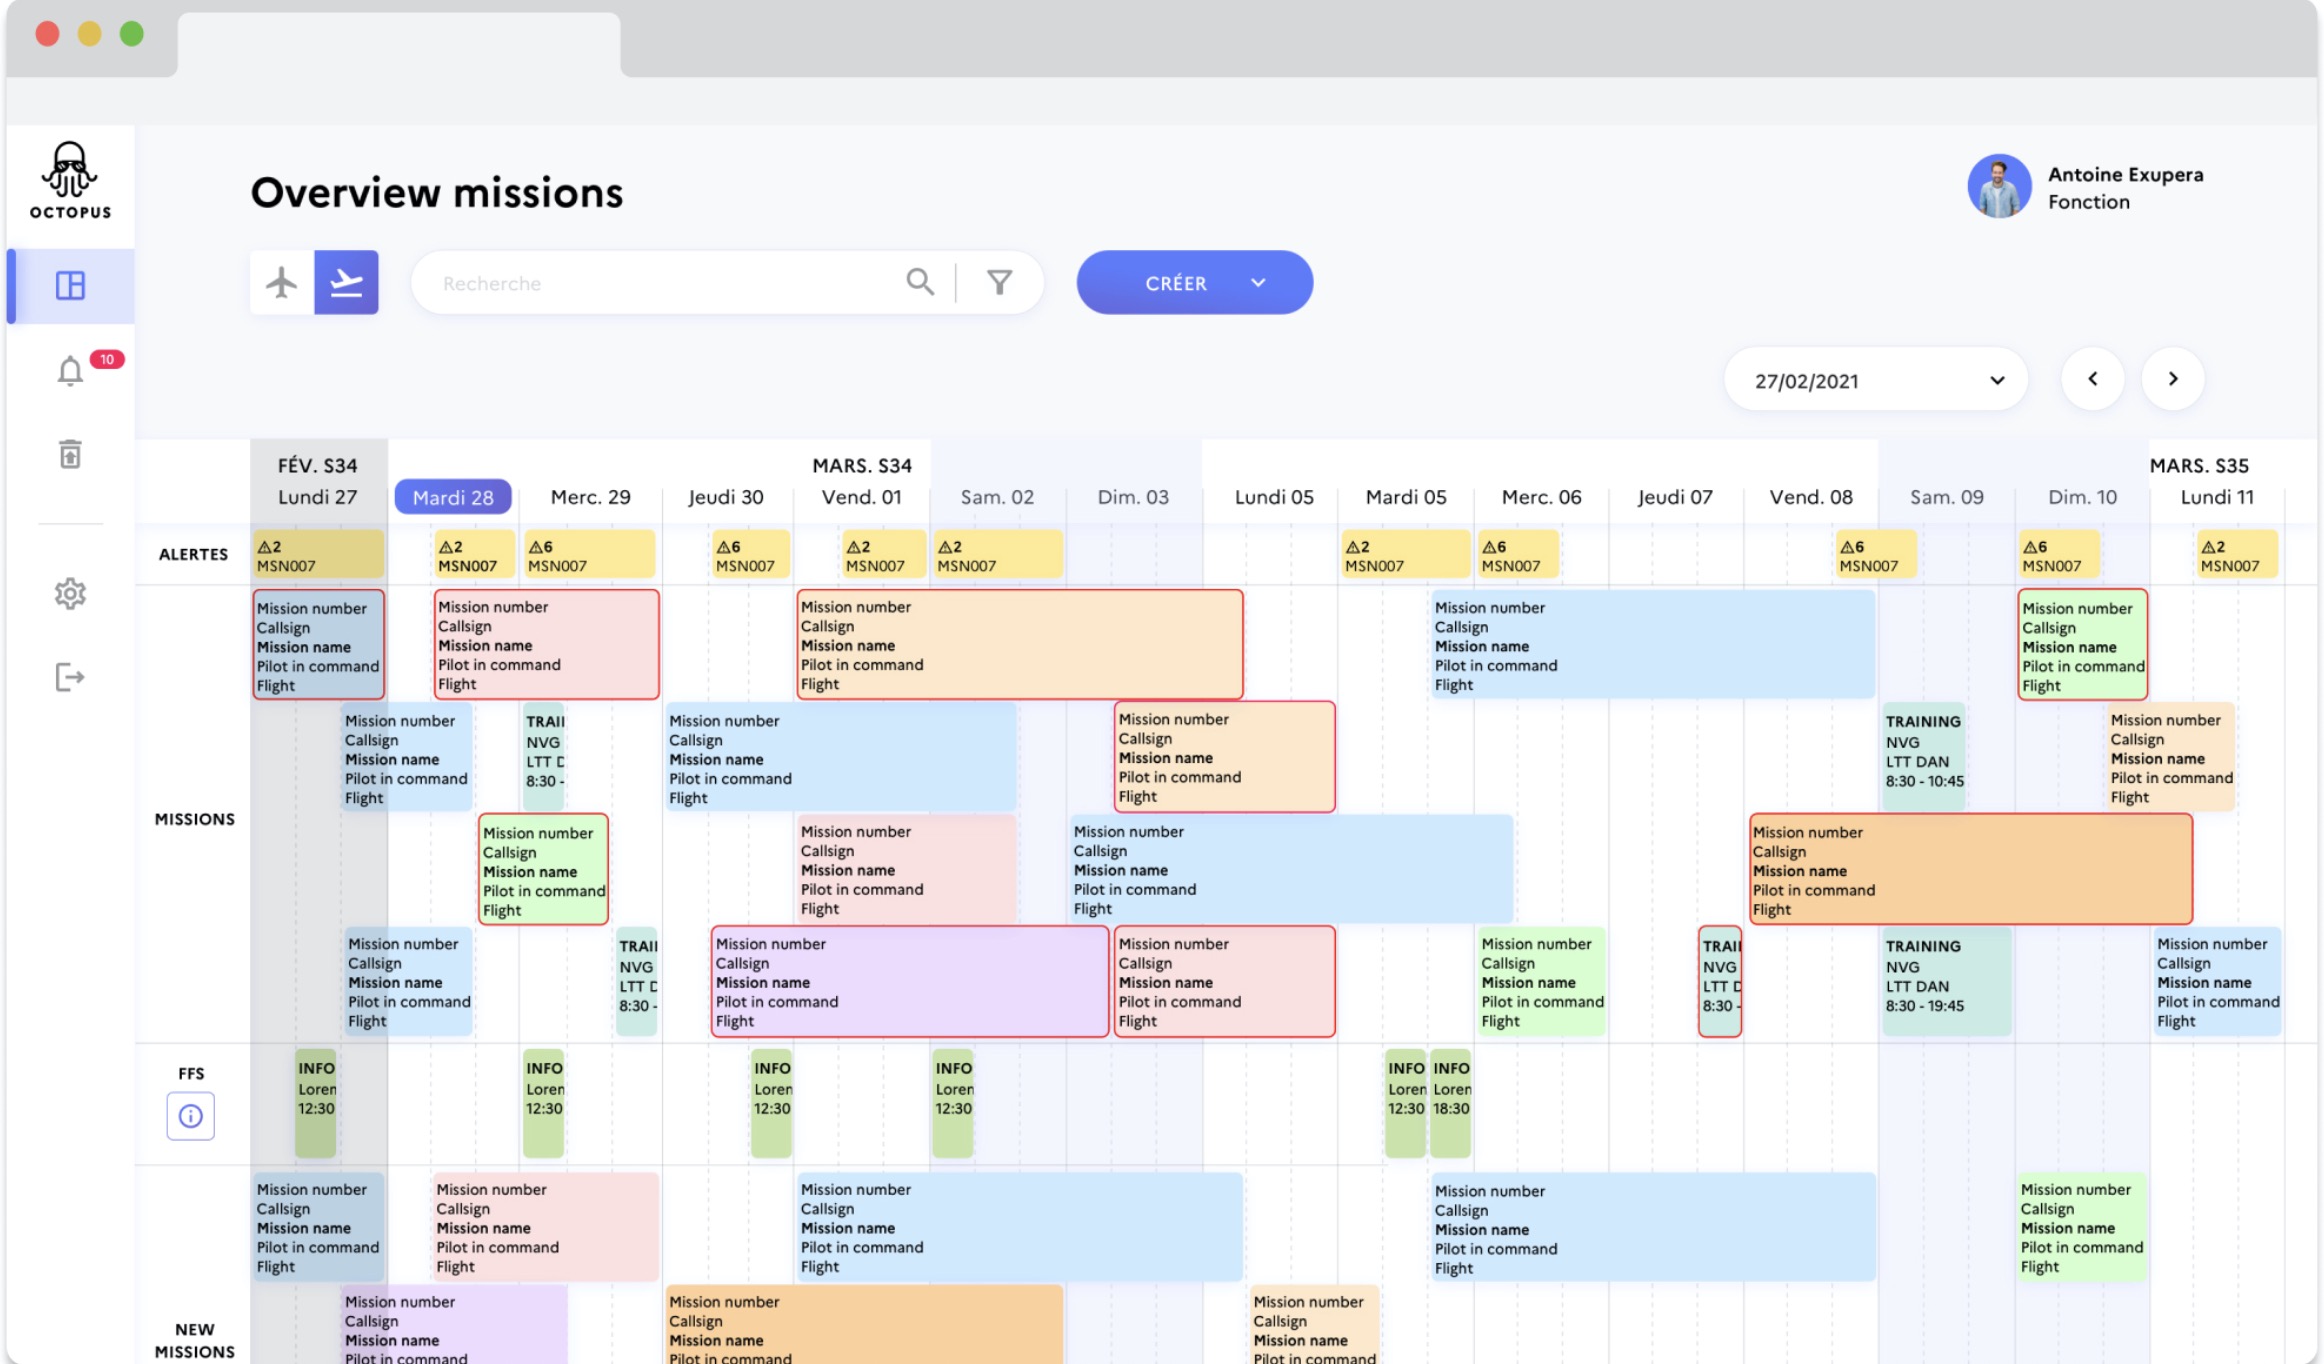 OCTOPUS
Overview missions
Antoine Exupera
Fonction
Recherche
CRÉER
10
27/02/2021
FÉV. S34
MARS. S34
MARS. S35
Lundi 27
Mardi 28
Merc. 29
Jeudi 30
Vend. 01
Sam. 02
Dim. 03
Lundi 05
Mardi 05
Merc. 06
Jeudi 07
Vend. 08
Sam. 09
Dim. 10
Lundi 11
ALERTES
2
MSN007
2
MSN007
6
MSN007
6
MSN007
2
MSN007
2
MSN007
2
MSN007
6
MSN007
6
MSN007
6
MSN007
2
MSN007
MISSIONS
Mission number
Callsign
Mission name
Pilot in command
Flight
Mission number
Callsign
Mission name
Pilot in command
Flight
Mission number
Callsign
Mission name
Pilot in command
Flight
Mission number
Callsign
Mission name
Pilot in command
Flight
Mission number
Callsign
Mission name
Pilot in command
Flight
Mission number
Callsign
Mission name
Pilot in command
Flight
TRAI
NVG
LTT D
8:30 -
Mission number
Callsign
Mission name
Pilot in command
Flight
Mission number
Callsign
Mission name
Pilot in command
Flight
TRAINING
NVG
LTT DAN
8:30 - 10:45
Mission number
Callsign
Mission name
Pilot in command
Flight
Mission number
Callsign
Mission name
Pilot in command
Flight
Mission number
Callsign
Mission name
Pilot in command
Flight
Mission number
Callsign
Mission name
Pilot in command
Flight
Mission number
Callsign
Mission name
Pilot in command
Flight
Mission number
Callsign
Mission name
Pilot in command
Flight
TRAI
NVG
LTT D
8:30 -
Mission number
Callsign
Mission name
Pilot in command
Flight
Mission number
Callsign
Mission name
Pilot in command
Flight
Mission number
Callsign
Mission name
Pilot in command
Flight
TRAI
NVG
LTT D
8:30 -
TRAINING
NVG
LTT DAN
8:30 - 19:45
Mission number
Callsign
Mission name
Pilot in command
Flight
FFS
INFO
Loren
12:30
INFO
Loren
12:30
INFO
Loren
12:30
INFO
Loren
12:30
INFO
Loren
12:30
INFO
Loren
18:30
NEW
MISSIONS
Mission number
Callsign
Mission name
Pilot in command
Flight
Mission number
Callsign
Mission name
Pilot in command
Flight
Mission number
Callsign
Mission name
Pilot in command
Flight
Mission number
Callsign
Mission name
Pilot in command
Flight
Mission number
Callsign
Mission name
Pilot in command
Flight
Mission number
Callsign
Mission name
Pilot in command
Mission number
Callsign
Mission name
Pilot in command
Mission number
Callsign
Mission name
Pilot in command